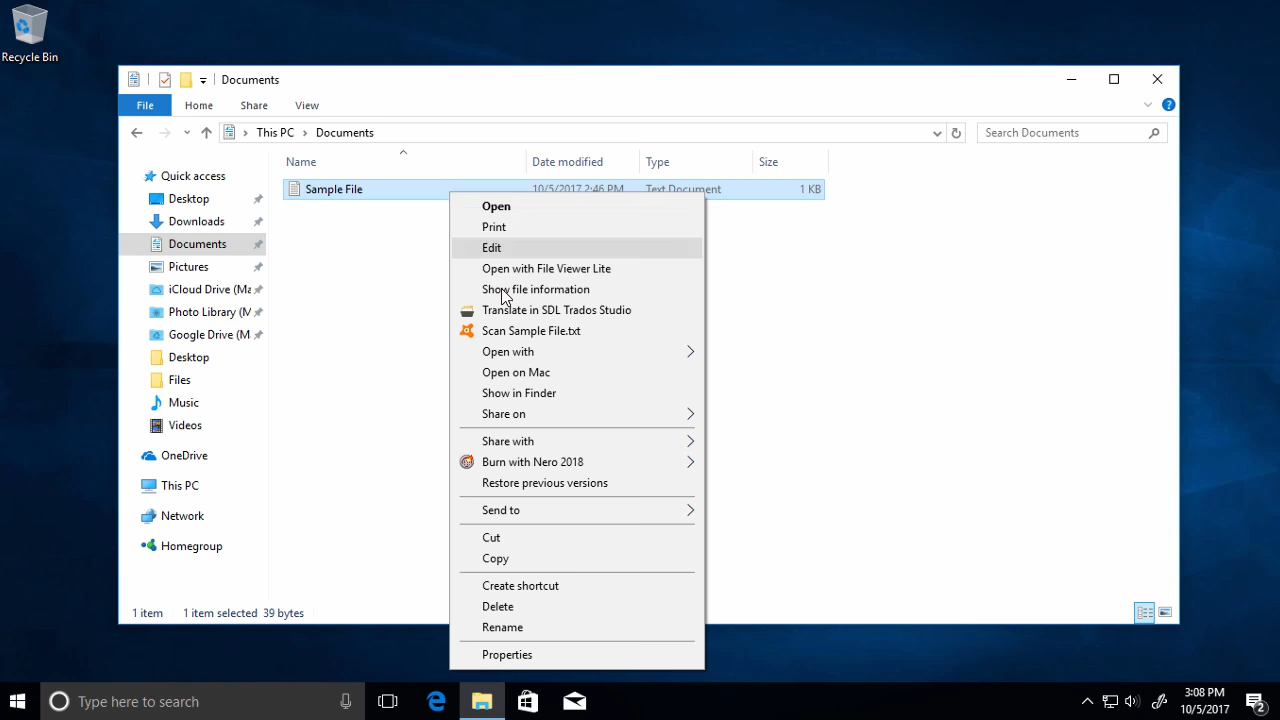 Recycle Bin
Documents
File Home Share View
This PC Documents
Search Documents
Name Date modified Type Size
Sample File 10/5/2017 2:46 PM Text Document 1 KB
Quick access
Desktop
Downloads
Documents
Pictures
iCloud Drive (Ma
Photo Library (M
Google Drive (M
Desktop
Files
Music
Videos
OneDrive
This PC
Network
Homegroup
Open
Print
Edit
Open with File Viewer Lite
Show file information
Translate in SDL Trados Studio
Scan Sample File.txt
Open with
Open on Mac
Show in Finder
Share on
Share with
Burn with Nero 2018
Restore previous versions
Send to
Cut
Copy
Create shortcut
Delete
Rename
Properties
1 item 1 item selected 39 bytes
Type here to search
3:08 PM
10/5/2017
2